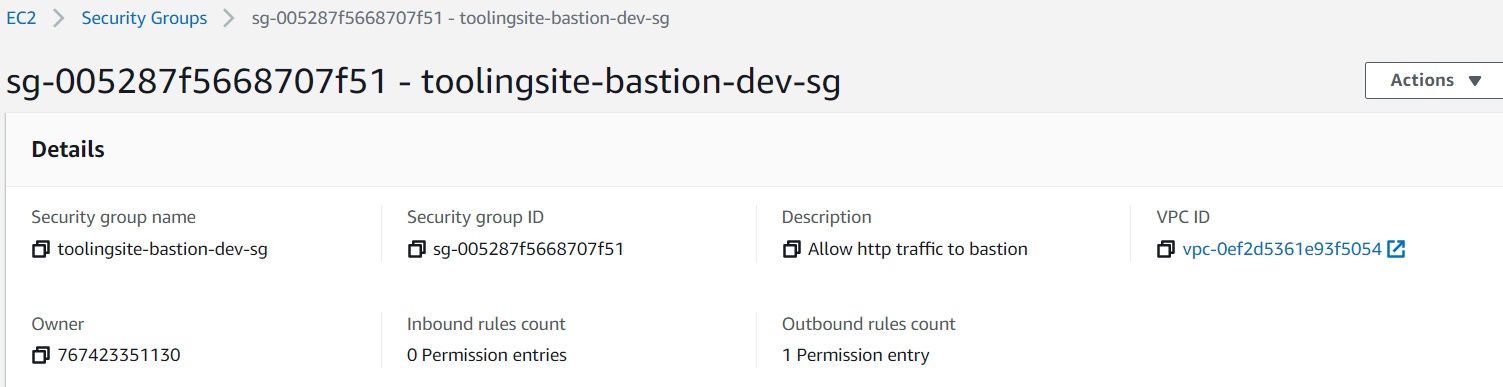 EC2 > Security Groups > sg-005287f5668707f51 - toolingsite-bastion-dev-sg
sg-005287f5668707f51 - toolingsite-bastion-dev-sg
Actions
Details
Security group name
toolingsite-bastion-dev-sg
Security group ID
sg-005287f5668707f51
Description
Allow http traffic to bastion
VPC ID
vpc-0ef2d5361e93f5054
Owner
767423351130
Inbound rules count
0 Permission entries
Outbound rules count
1 Permission entry